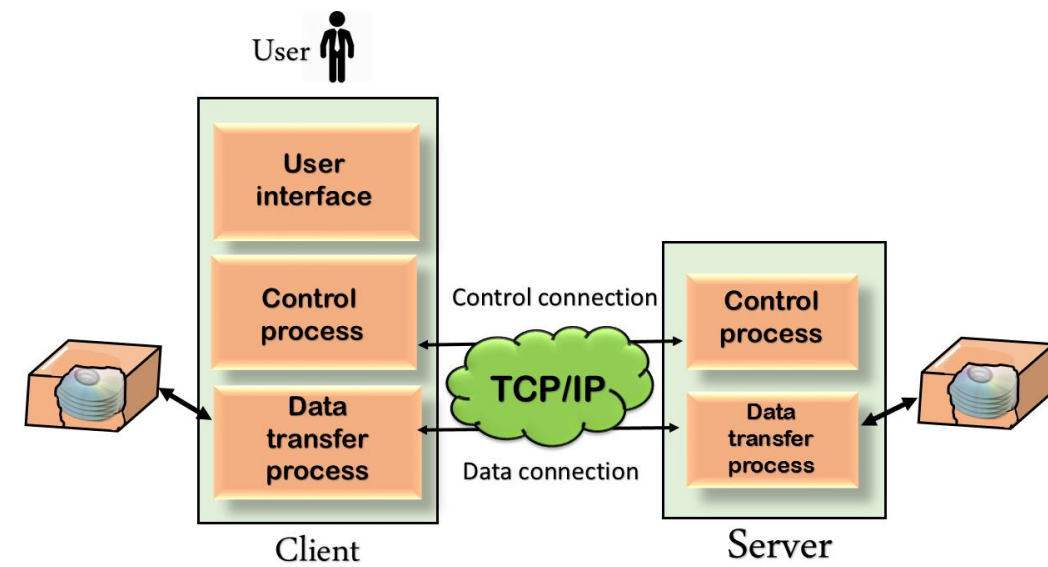 User
User
interface
Control
process
Data
transfer
process
Client
Control connection
TCP/IP
Data connection
Control
process
Data
transfer
process
Server